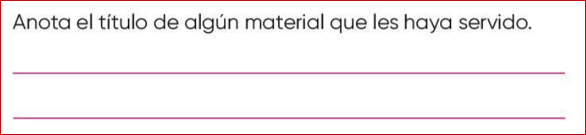 Anota el título de algún material que les haya servido.